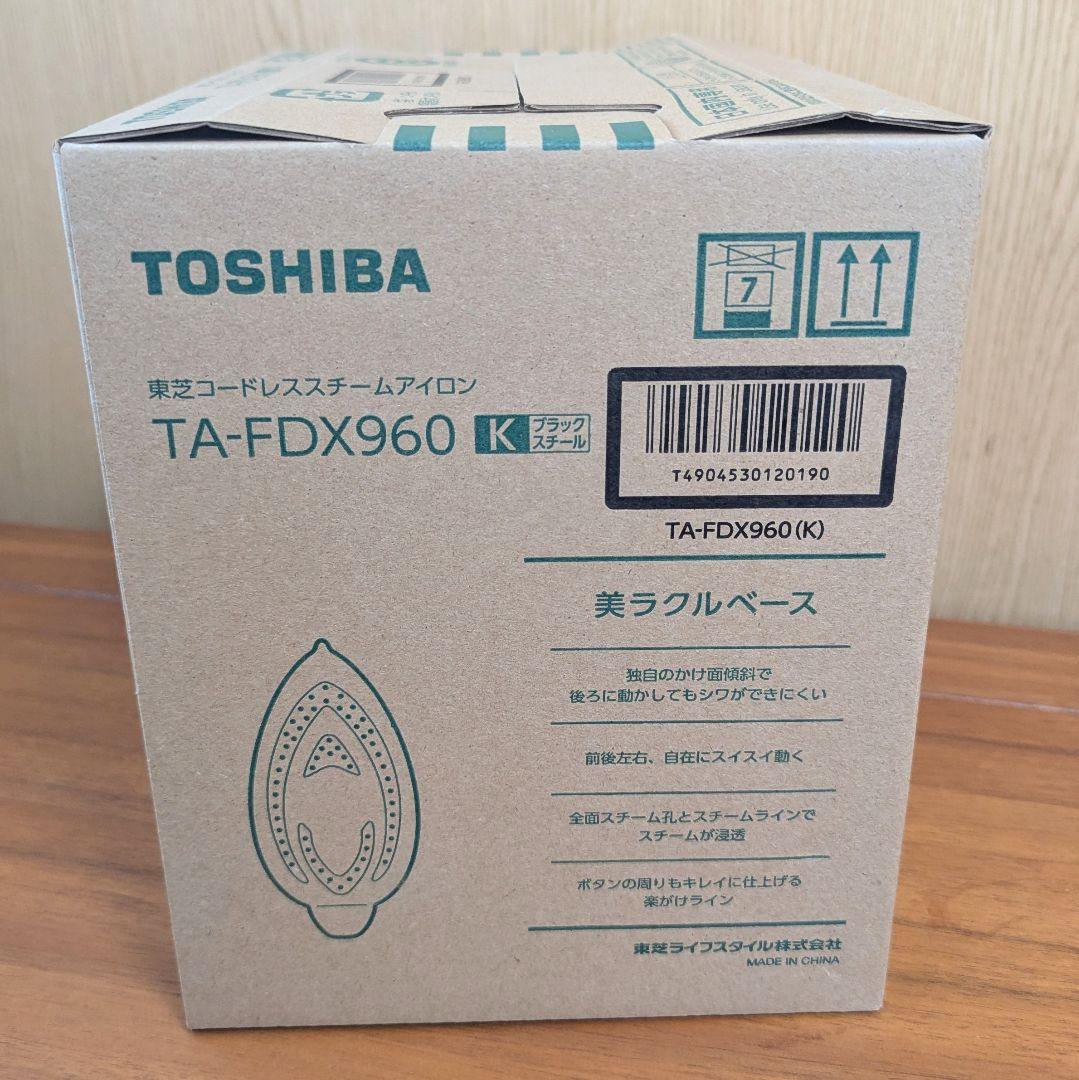 TOSHIBA
7
東芝コードレススチームアイロン
TA-FDX960 K ブラック
スチール
T4904530120190
TA-FDX960(K)
美ラクルベース
独自のかけ面傾斜で
後ろに動かしてもシワができにくい
前後左右、自在にスイスイ動く
全面スチーム孔とスチームラインで
スチームが浸透
ボタンの周りもキレイに仕上げる
楽がけライン
東芝ライフスタイル株式会社
MADE IN CHINA